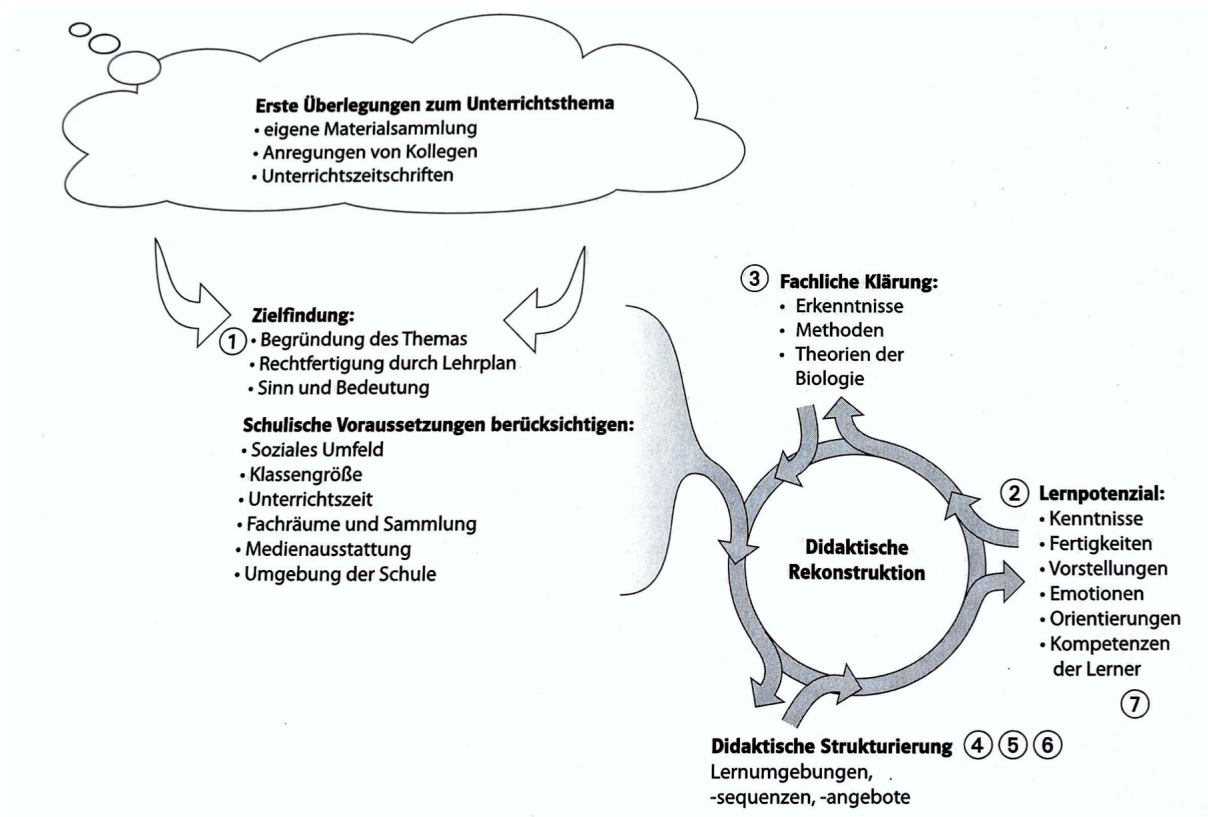 Erste Überlegungen zum Unterrichtsthema
• eigene Materialsammlung
• Anregungen von Kollegen
• Unterrichtszeitschriften
Zielfindung:
1 • Begründung des Themas
• Rechtfertigung durch Lehrplan
• Sinn und Bedeutung
Schulische Voraussetzungen berücksichtigen:
• Soziales Umfeld
• Klassengröße
• Unterrichtszeit
• Fachräume und Sammlung
• Medienausstattung
• Umgebung der Schule
3 Fachliche Klärung:
• Erkenntnisse
• Methoden
• Theorien der
Biologie
2 Lernpotenzial:
• Kenntnisse
• Fertigkeiten
• Vorstellungen
• Emotionen
• Orientierungen
• Kompetenzen
der Lerner
7
Didaktische
Rekonstruktion
Didaktische Strukturierung 4 5 6
Lernumgebungen,
-sequenzen, -angebote